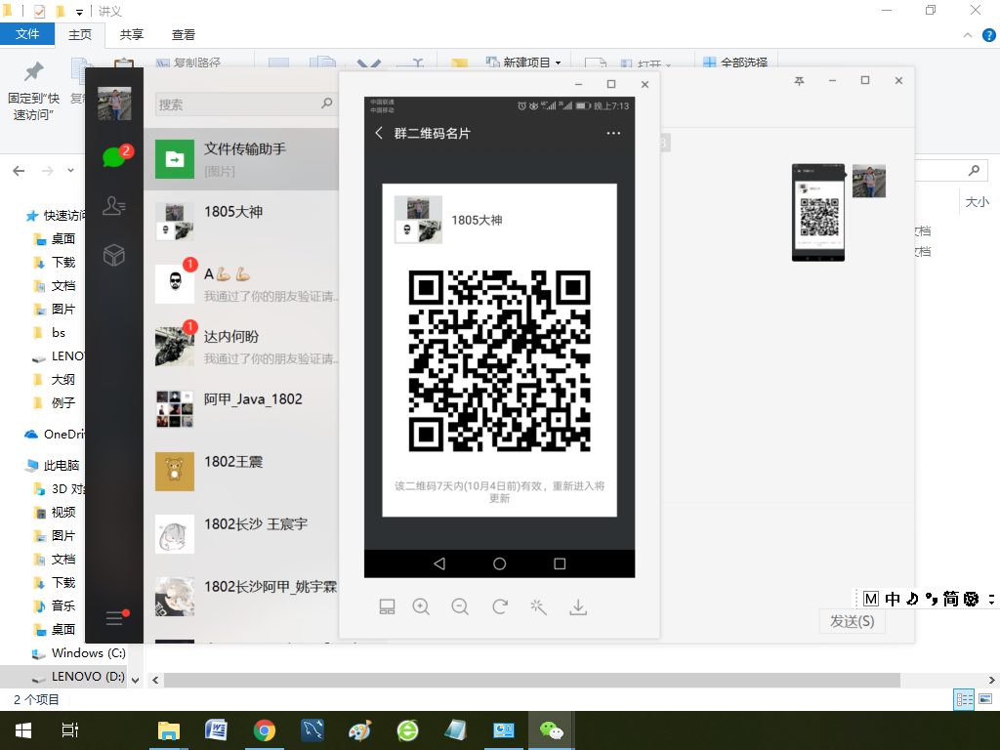 讲义
文件 主页 共享 查看
固定到"快
速访问"
复制路径
新建项目
打开
全部选择
大小
文档
文档
快速访问
桌面
下载
文档
图片
bs
LENOV
大纲
例子
OneDri
此电脑
3D 对
视频
图片
文档
下载
音乐
桌面
Windows (C:)
LENOVO (D:)
2 个项目
2
搜索
文件传输助手
[图片]
1805大神
1
A💪💪
我通过了你的朋友验证请...
1
达内何盼
我通过了你的朋友验证请...
阿甲_Java_1802
1802王震
1802长沙 王宸宇
1802长沙阿甲_姚宇霖
中国联通
中国移动
晚上7:13
群二维码名片
1805大神
该二维码7天内(10月4日前)有效，重新进入将
更新
发送(S)
M 中 简